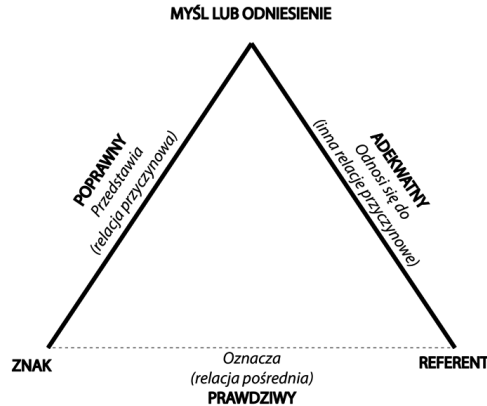 MYŚL LUB ODNIESIENIE
POPRAWNY
Przedstawia
(relacja przyczynowa)
ADEKWATNY
Odnosi się do
(inna relacje przyczynowe)
ZNAK
Oznacza
(relacja pośrednia)
PRAWDZIWY
REFERENT